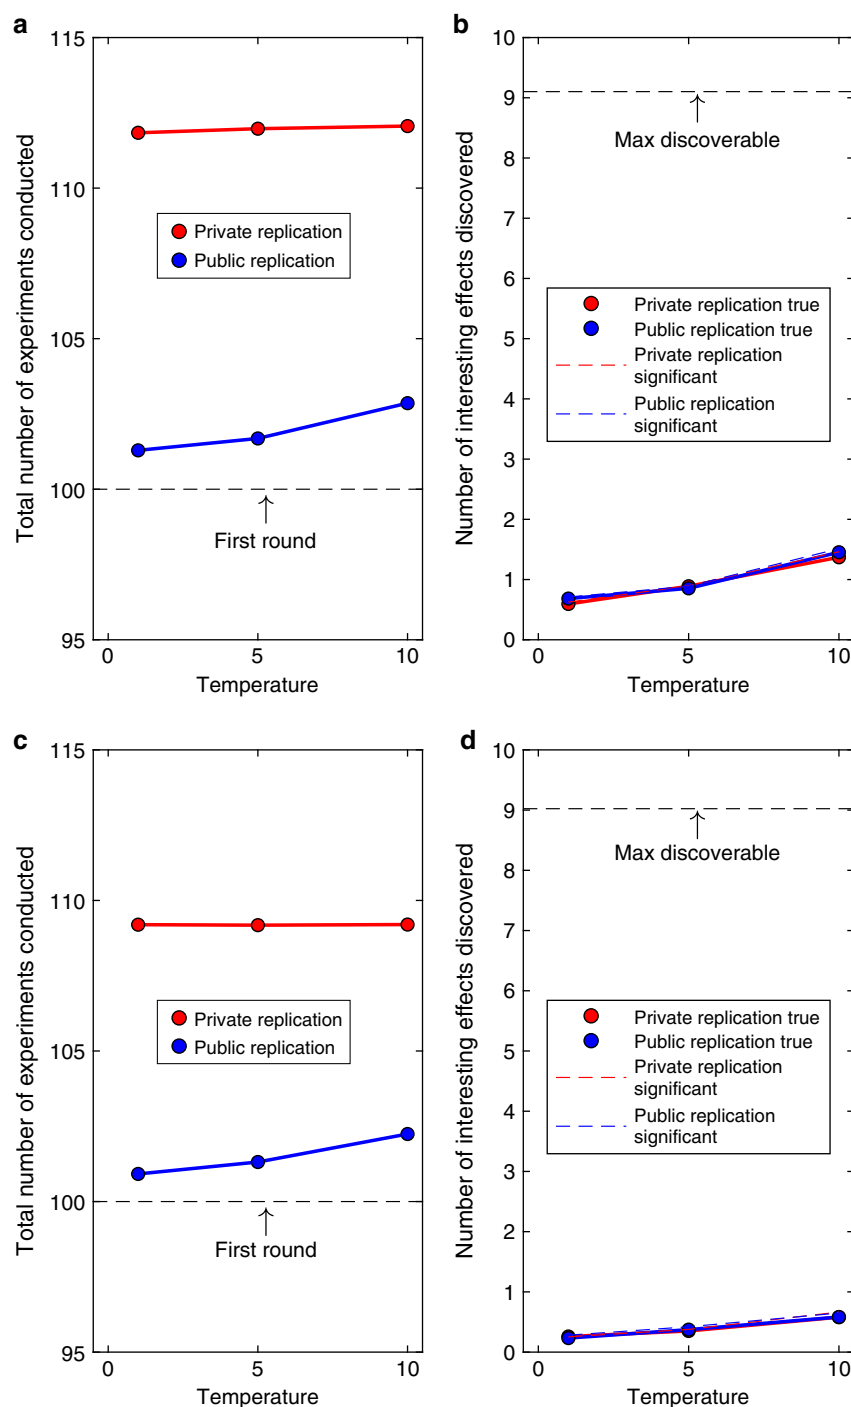 a
115
110
105
100
95
Total number of experiments conducted
Private replication
Public replication
First round
0
5
10
Temperature
b
10
9
8
7
6
5
4
3
2
1
0
Number of interesting effects discovered
Max discoverable
Private replication true
Public replication true
Private replication
significant
Public replication
significant
0
5
10
Temperature
c
115
110
105
100
95
Total number of experiments conducted
Private replication
Public replication
First round
0
5
10
Temperature
d
10
9
8
7
6
5
4
3
2
1
0
Number of interesting effects discovered
Max discoverable
Private replication true
Public replication true
Private replication
significant
Public replication
significant
0
5
10
Temperature